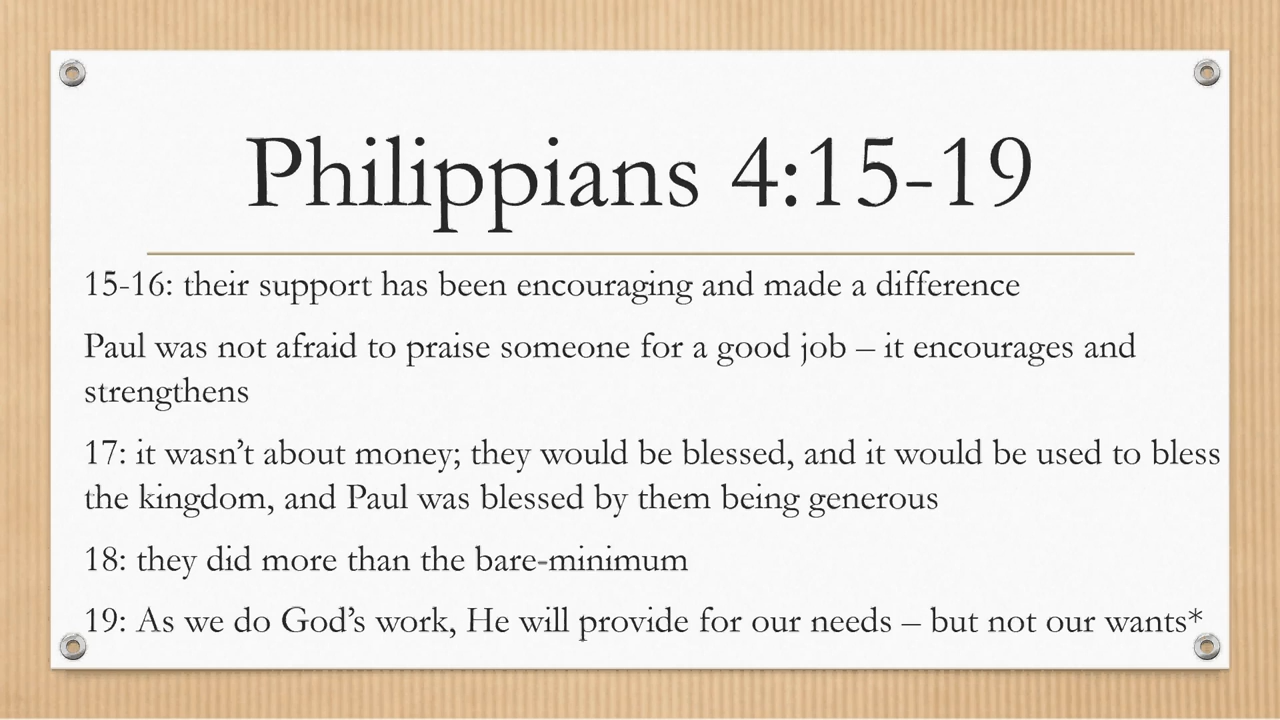 Philippians 4:15-19
15-16: their support has been encouraging and made a difference
Paul was not afraid to praise someone for a good job – it encourages and
strengthens
17: it wasn’t about money; they would be blessed, and it would be used to bless
the kingdom, and Paul was blessed by them being generous
18: they did more than the bare-minimum
19: As we do God’s work, He will provide for our needs – but not our wants*